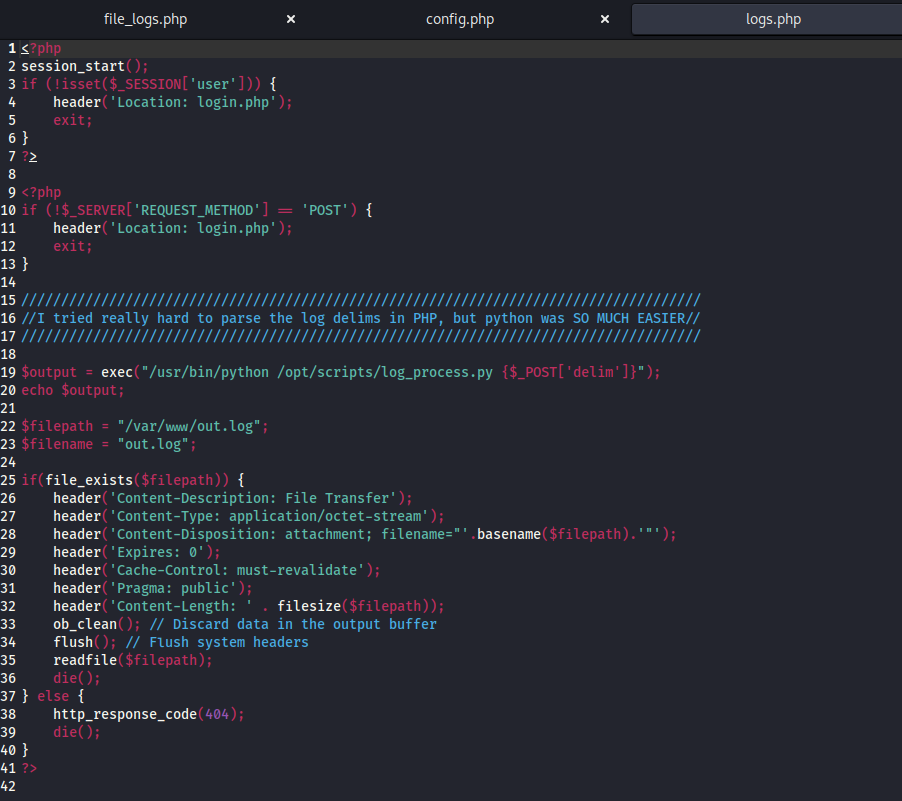 file_logs.php × config.php × logs.php
1 <?php
2 session_start();
3 if (!isset($_SESSION['user'])) {
4     header('Location: login.php');
5     exit;
6 }
7 ?>
8
9 <?php
10 if (!$_SERVER['REQUEST_METHOD'] == 'POST') {
11     header('Location: login.php');
12     exit;
13 }
14
15 /////////////////////////////////////////////////////////////////////////////////////
16 //I tried really hard to parse the log delims in PHP, but python was SO MUCH EASIER//
17 /////////////////////////////////////////////////////////////////////////////////////
18
19 $output = exec("/usr/bin/python /opt/scripts/log_process.py {$_POST['delim']}");
20 echo $output;
21
22 $filepath = "/var/www/out.log";
23 $filename = "out.log";
24
25 if(file_exists($filepath)) {
26     header('Content-Description: File Transfer');
27     header('Content-Type: application/octet-stream');
28     header('Content-Disposition: attachment; filename="'.basename($filepath).'"');
29     header('Expires: 0');
30     header('Cache-Control: must-revalidate');
31     header('Pragma: public');
32     header('Content-Length: ' . filesize($filepath));
33     ob_clean(); // Discard data in the output buffer
34     flush(); // Flush system headers
35     readfile($filepath);
36     die();
37 } else {
38     http_response_code(404);
39     die();
40 }
41 ?>
42